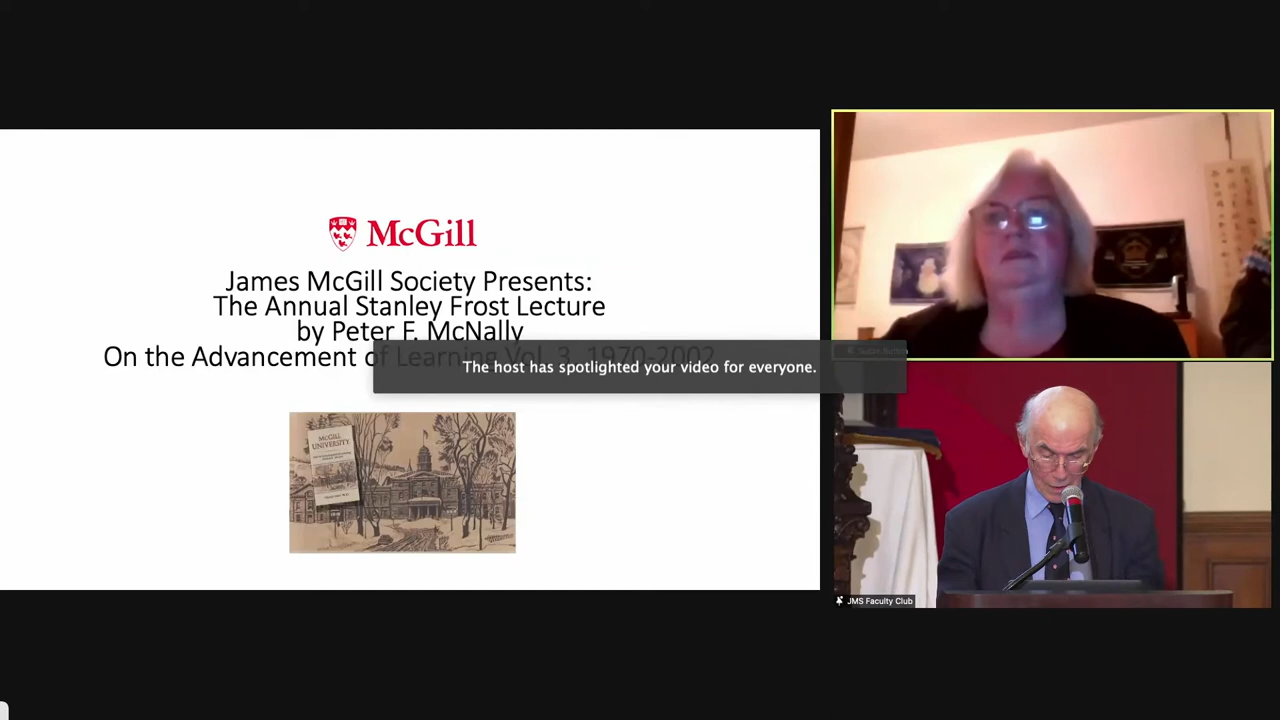 McGill
James McGill Society Presents:
The Annual Stanley Frost Lecture
by Peter F. McNally
On the Advancement of Learning Vol. 3, 1970-2002
The host has spotlighted your video for everyone.
McGILL
UNIVERSITY
JMS Faculty Club